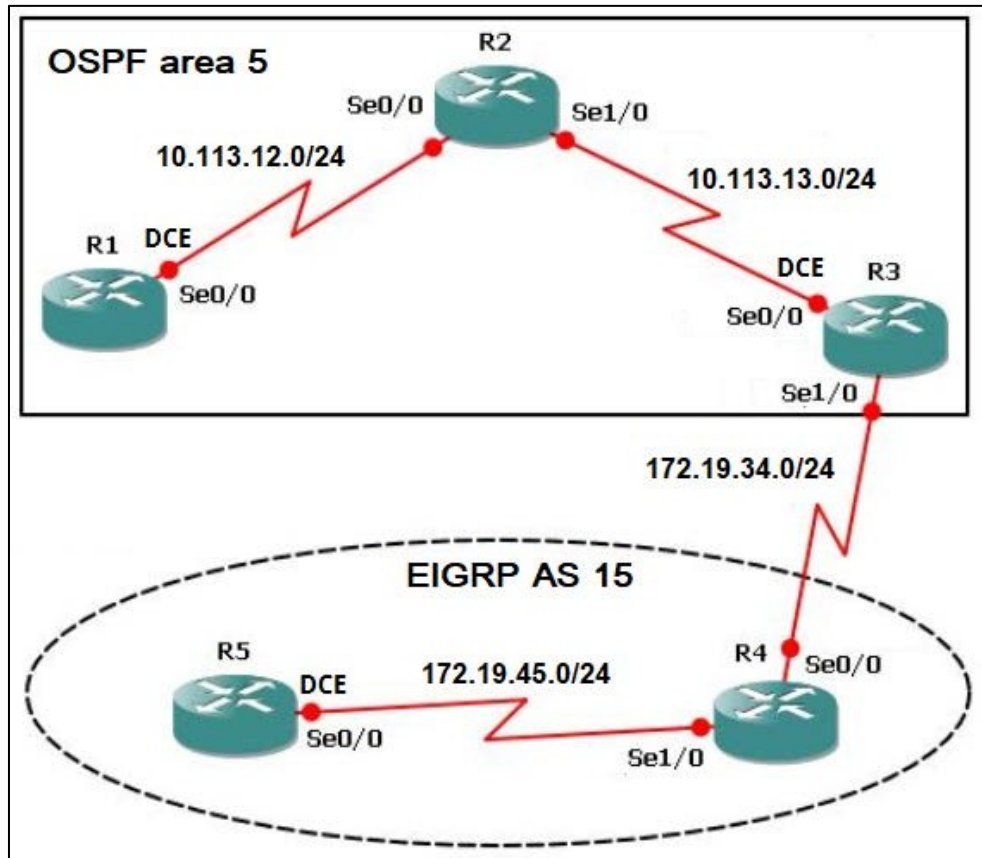 R2
OSPF area 5
Se0/0
Se1/0
10.113.12.0/24
10.113.13.0/24
R1
DCE
Se0/0
DCE
R3
Se0/0
Se1/0
172.19.34.0/24
EIGRP AS 15
R5
DCE
172.19.45.0/24
R4
Se0/0
Se0/0
Se1/0